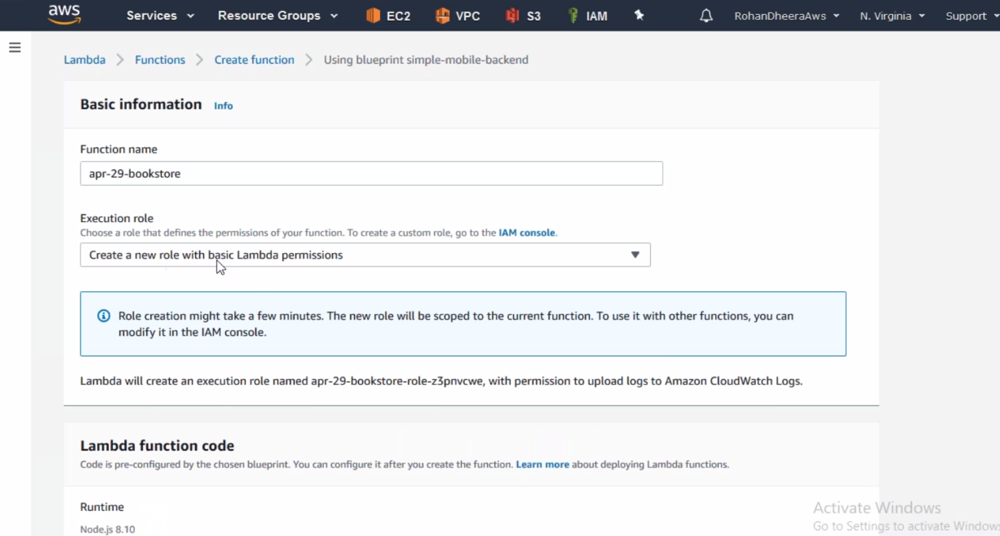 aws Services Resource Groups EC2 VPC S3 IAM RohanDheeraAws N. Virginia Support
Lambda > Functions > Create function > Using blueprint simple-mobile-backend
Basic information Info
Function name
apr-29-bookstore
Execution role
Choose a role that defines the permissions of your function. To create a custom role, go to the IAM console.
Create a new role with basic Lambda permissions
Role creation might take a few minutes. The new role will be scoped to the current function. To use it with other functions, you can
modify it in the IAM console.
Lambda will create an execution role named apr-29-bookstore-role-z3pnvcwe, with permission to upload logs to Amazon CloudWatch Logs.
Lambda function code
Code is pre-configured by the chosen blueprint. You can configure it after you create the function. Learn more about deploying Lambda functions.
Runtime
Node.js 8.10
Activate Windows
Go to Settings to activate Windows